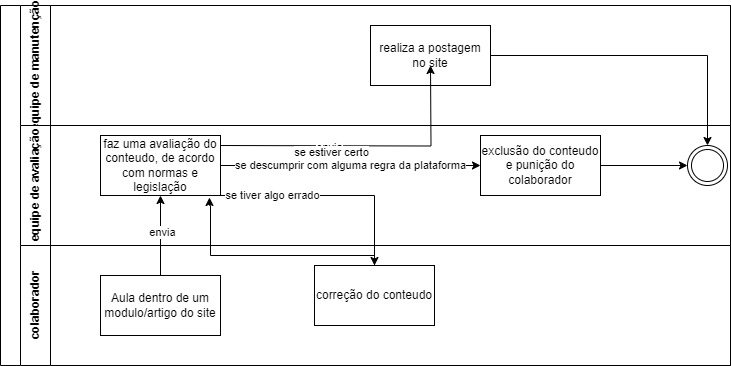 equipe de manutenção
realiza a postagem
no site
equipe de avaliação
faz uma avaliação do
conteudo, de acordo
com normas e
legislação
se estiver certo
se descumprir com alguma regra da plataforma
exclusão do conteudo
e punição do
colaborador
se tiver algo errado
envia
colaborador
Aula dentro de um
modulo/artigo do site
correção do conteudo